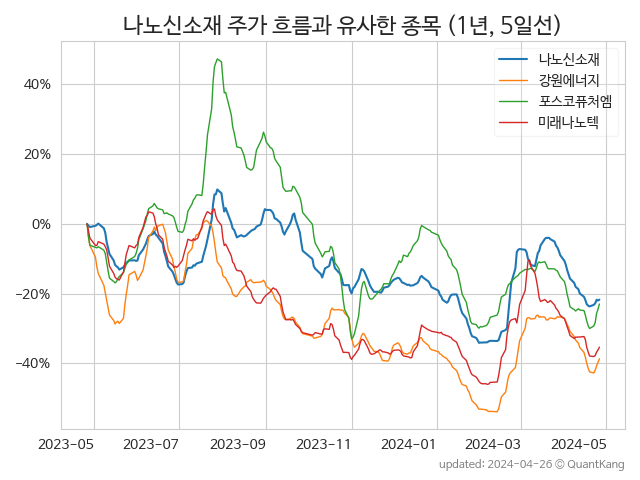 나노신소재 주가 흐름과 유사한 종목 (1년, 5일선)
나노신소재
강원에너지
포스코퓨처엠
미래나노텍
40%
20%
0%
−20%
−40%
2023-05 2023-07 2023-09 2023-11 2024-01 2024-03 2024-05
updated: 2024-04-26 © QuantKang